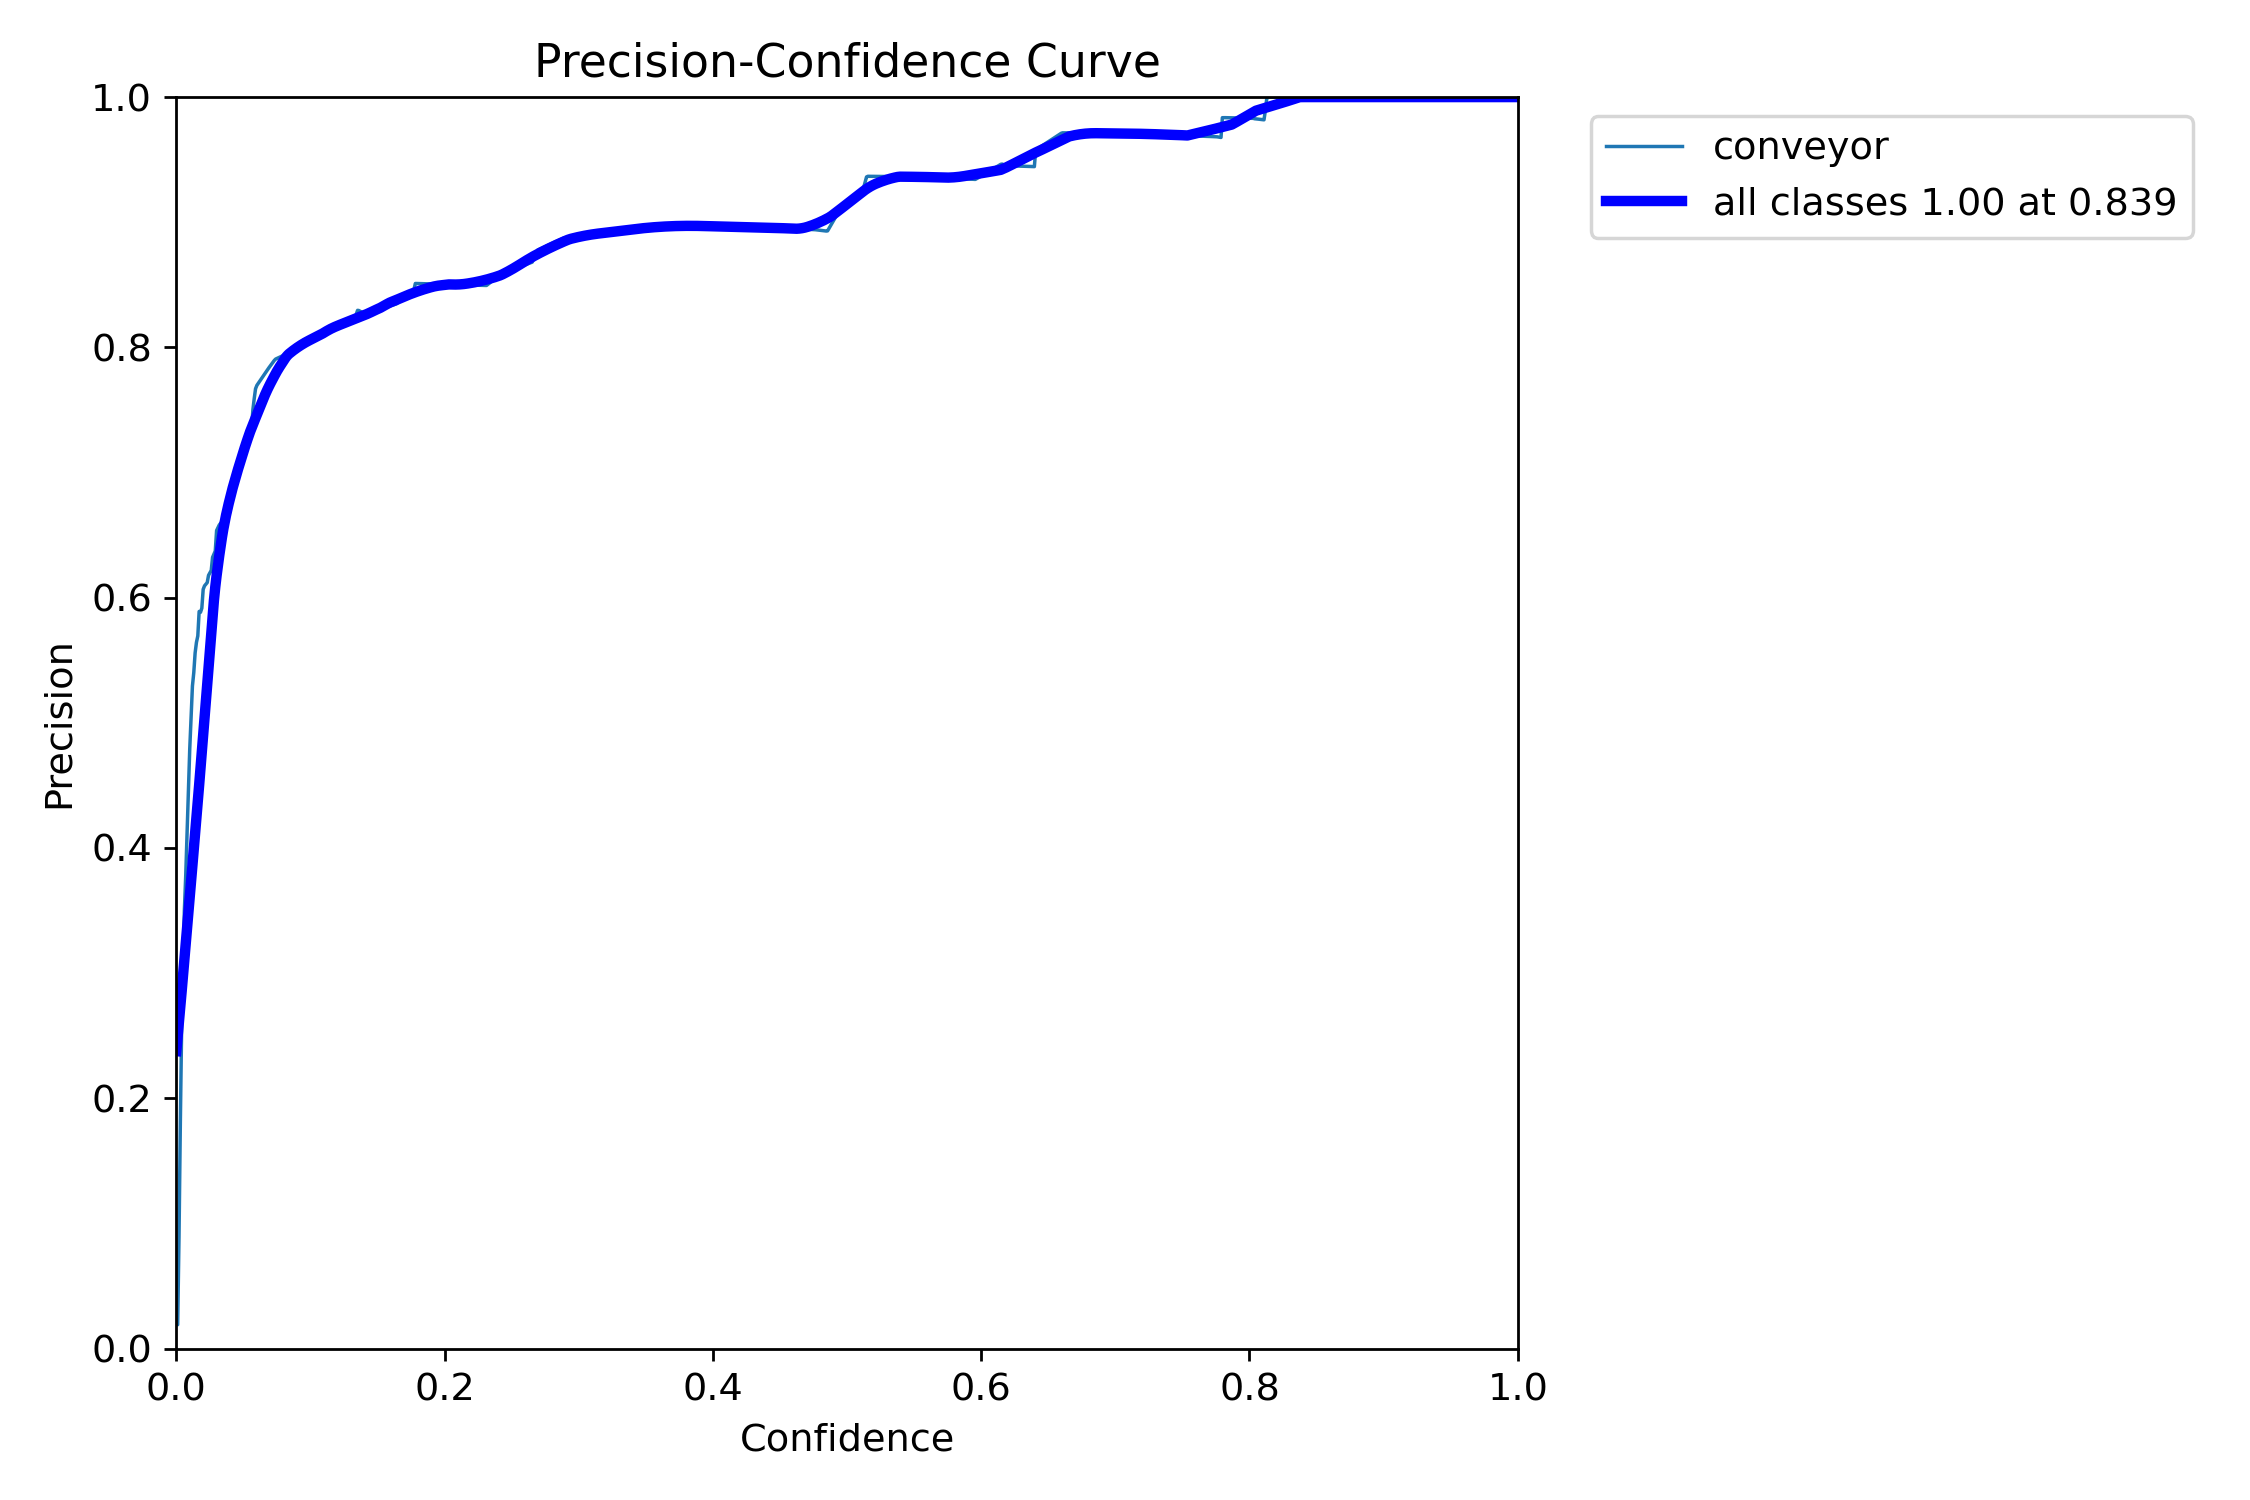 Precision-Confidence Curve
1.0
0.8
0.6
0.4
0.2
0.0
Precision
0.0 0.2 0.4 0.6 0.8 1.0
Confidence
conveyor
all classes 1.00 at 0.839